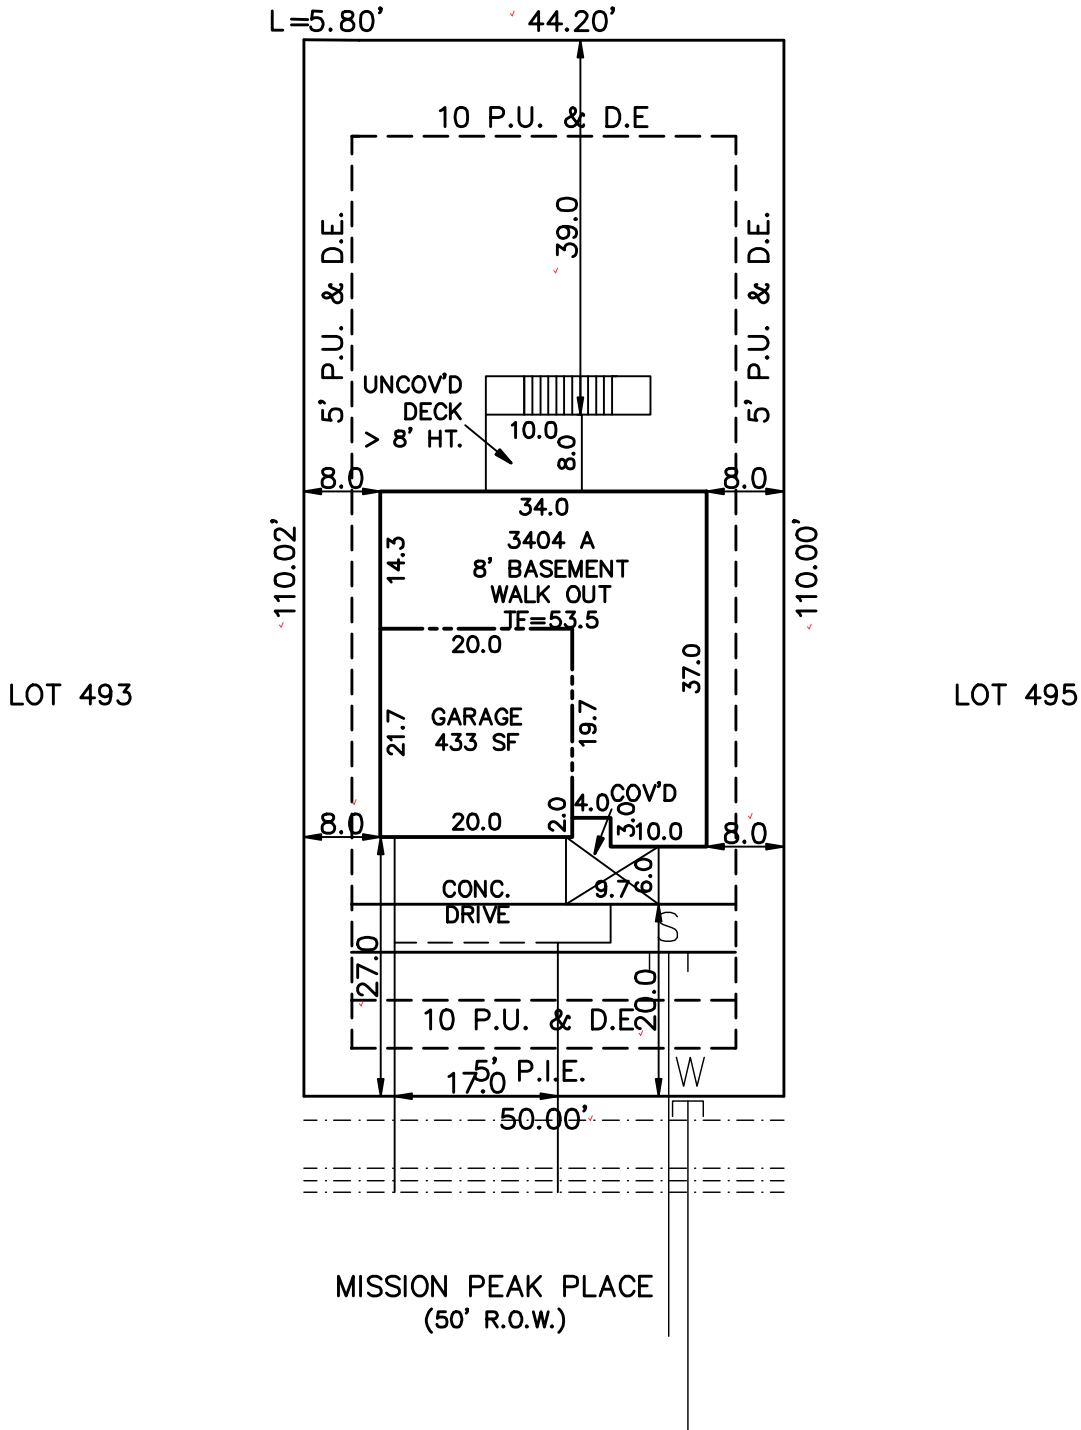 L=5.80' 44.20'
10 P.U. & D.E
39.0
5' P.U. & D.E.
5' P.U. & D.E.
UNCOV'D
DECK
> 8' HT.
10.0
8.0
8.0
8.0
34.0
110.02'
14.3
3404 A
8' BASEMENT
WALK OUT
TF=53.5
110.00'
20.0
37.0
LOT 493
LOT 495
21.7
GARAGE
433 SF
19.7
COV'D
4.0
2.0
3.0
8.0
20.0
10.0
8.0
6.0
9.7
CONC.
DRIVE
S
27.0
20.0
10 P.U. & D.E
5' P.I.E.
17.0
W
50.00'
MISSION PEAK PLACE
(50' R.O.W.)